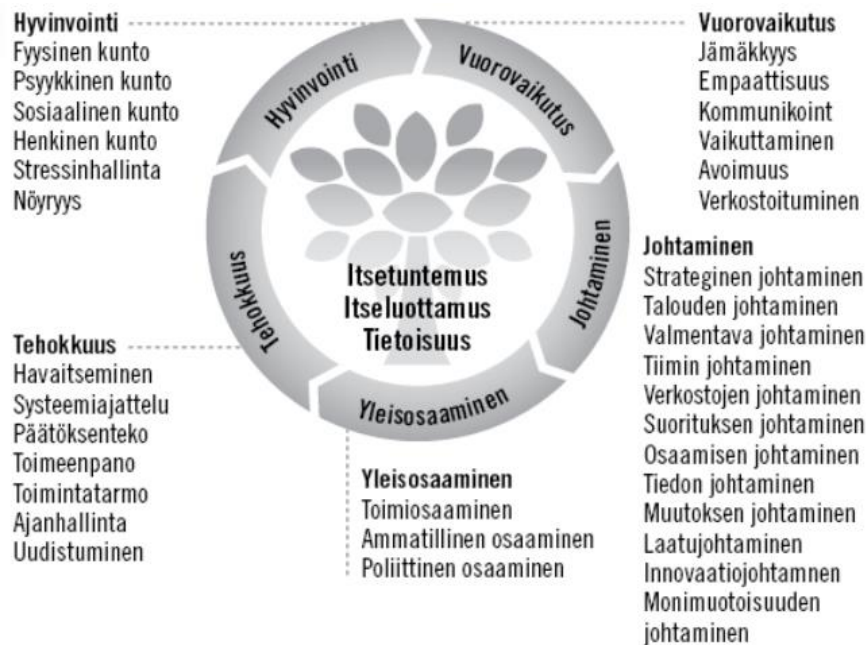 Hyvinvointi
Fyysinen kunto
Psyykkinen kunto
Sosiaalinen kunto
Henkinen kunto
Stressinhallinta
Nöyryys
Vuorovaikutus
Jämäkkyys
Empaattisuus
Kommunikoint
Vaikuttaminen
Avoimuus
Verkostoituminen
Hyvinvointi
Vuorovaikutus
Johtaminen
Yleisosaaminen
Tehokkuus
Itsetuntemus
Itseluottamus
Tietoisuus
Johtaminen
Strateginen johtaminen
Talouden johtaminen
Valmentava johtaminen
Tiimin johtaminen
Verkostojen johtaminen
Suorituksen johtaminen
Osaamisen johtaminen
Tiedon johtaminen
Muutoksen johtaminen
Laatujohtaminen
Innovaatiojohtamnen
Monimuotoisuuden
johtaminen
Tehokkuus
Havaitseminen
Systeemiajattelu
Päätöksenteko
Toimeenpano
Toimintatarmo
Ajanhallinta
Uudistuminen
Yleisosaaminen
Toimiosaaminen
Ammatillinen osaaminen
Poliittinen osaaminen